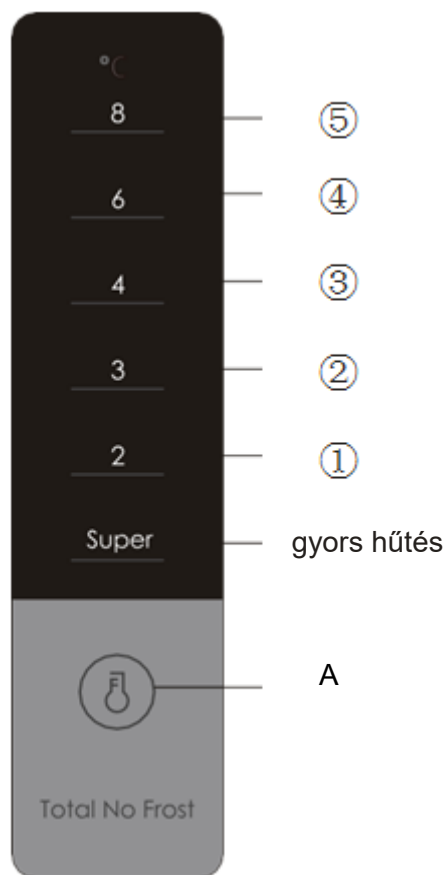 °C
8 ⑤
6 ④
4 ③
3 ②
2 ①
Super gyors hűtés
A
Total No Frost